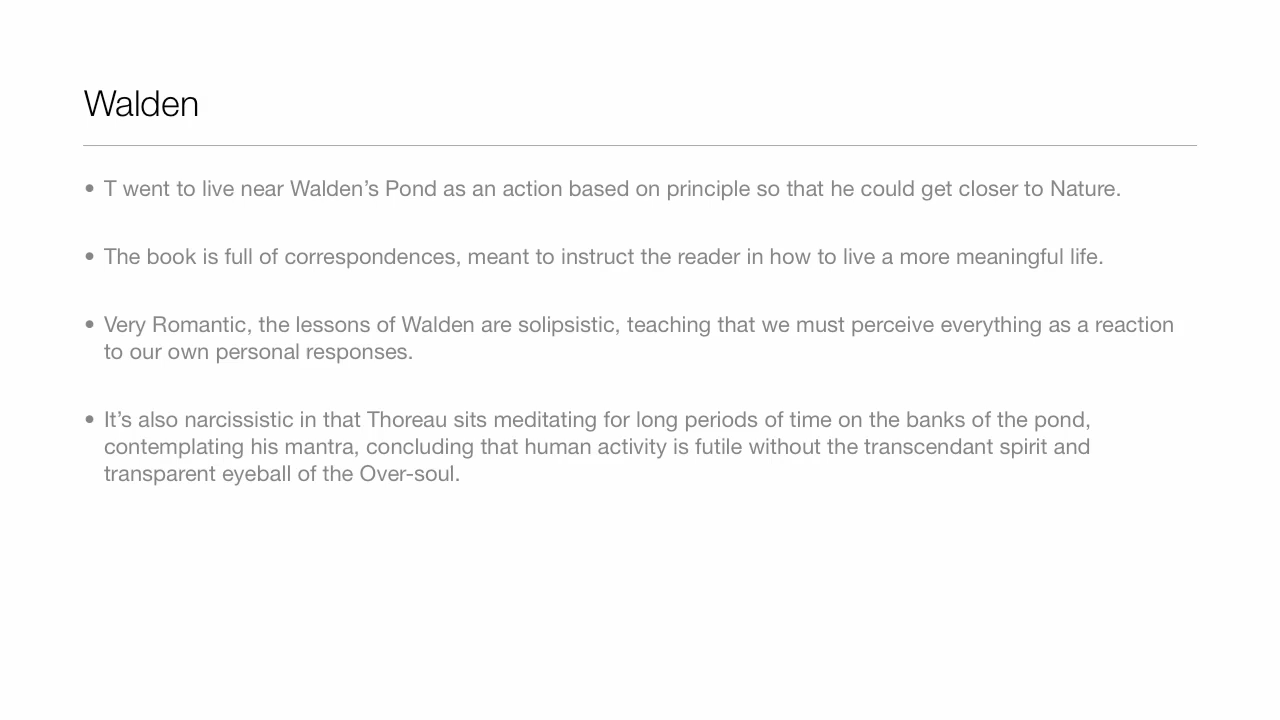 Walden
• T went to live near Walden’s Pond as an action based on principle so that he could get closer to Nature.
• The book is full of correspondences, meant to instruct the reader in how to live a more meaningful life.
• Very Romantic, the lessons of Walden are solipsistic, teaching that we must perceive everything as a reaction
to our own personal responses.
• It’s also narcissistic in that Thoreau sits meditating for long periods of time on the banks of the pond,
contemplating his mantra, concluding that human activity is futile without the transcendant spirit and
transparent eyeball of the Over-soul.